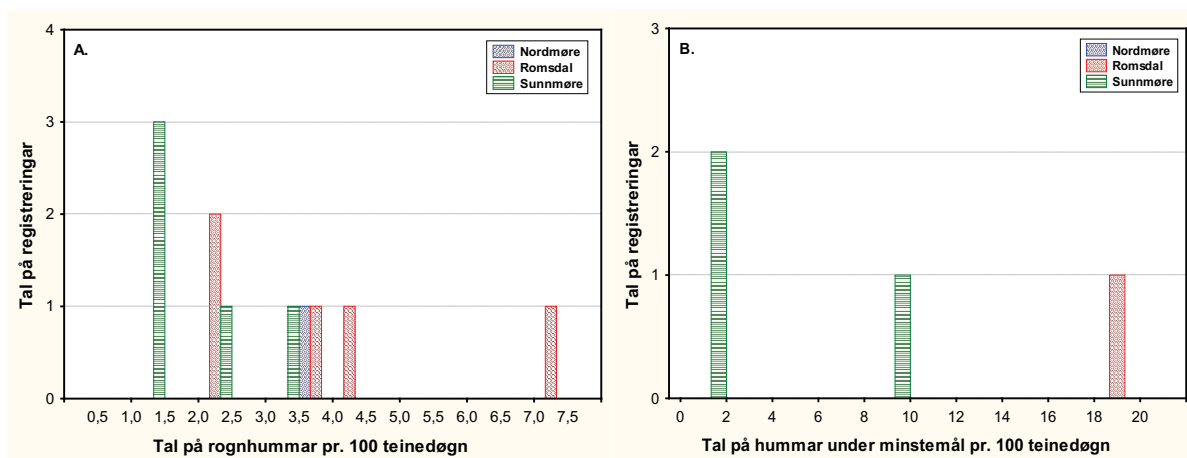 A.
Nordmøre
Romsdal
Sunnmøre
Tal på registreringar
4
3
2
1
0
0,5 1,0 1,5 2,0 2,5 3,0 3,5 4,0 4,5 5,0 5,5 6,0 6,5 7,0 7,5
Tal på rognhummar pr. 100 teinedøgn
B.
Nordmøre
Romsdal
Sunnmøre
Tal på registreringar
3
2
1
0
0 2 4 6 8 10 12 14 16 18 20
Tal på hummar under minstemål pr. 100 teinedøgn